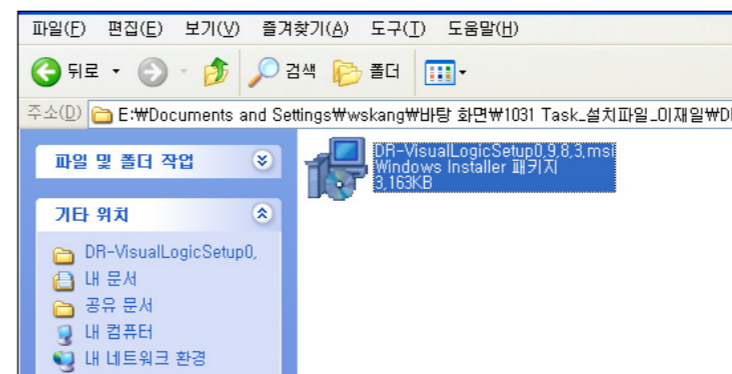 파일(F) 편집(E) 보기(V) 즐겨찾기(A) 도구(T) 도움말(H)
뒤로 검색 폴더
주소(D) E:₩Documents and Settings₩wskang₩바탕 화면₩1031 Task_설치파일_이재일₩D
파일 및 폴더 작업
DR-VisualLogicSetup0,9,8,3,msi
Windows Installer 패키지
3,163KB
기타 위치
DR-VisualLogicSetup0,
내 문서
공유 문서
내 컴퓨터
내 네트워크 환경